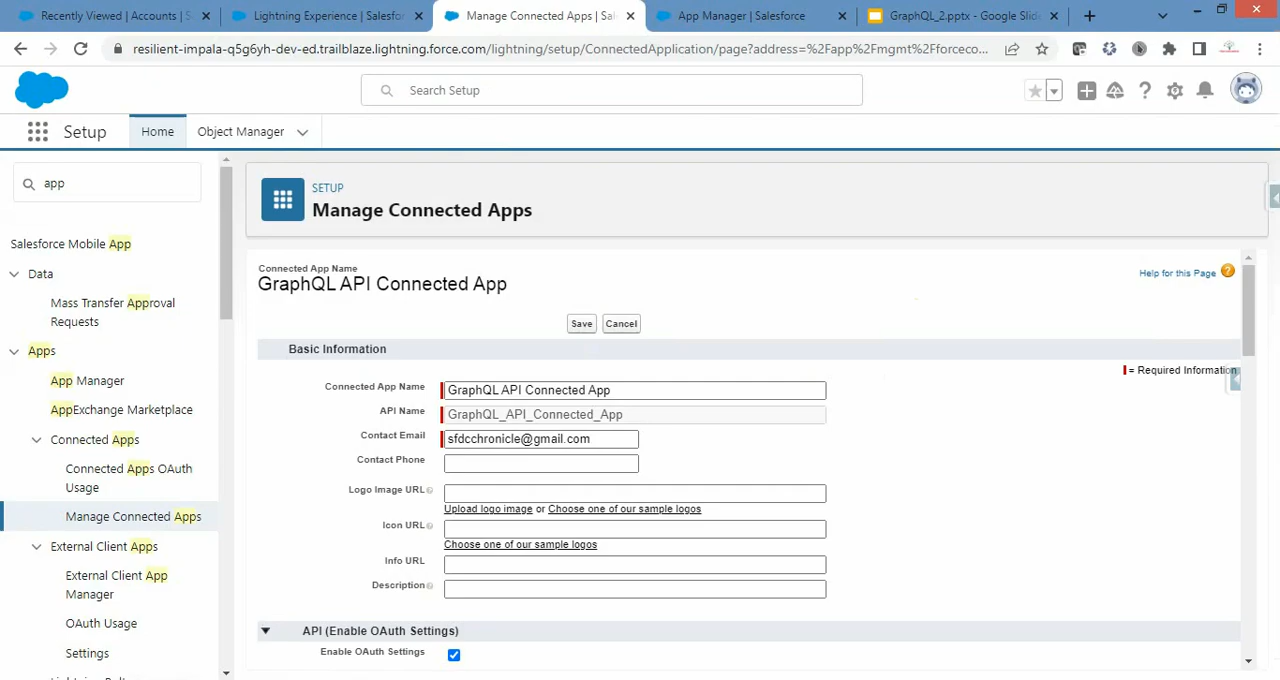 Recently Viewed | Accounts | S
Lightning Experience | Salesfor
Manage Connected Apps | Sal
App Manager | Salesforce
GraphQL_2.pptx - Google Slide
resilient-impala-q5g6yh-dev-ed.trailblaze.lightning.force.com/lightning/setup/ConnectedApplication/page?address=%2Fapp%2Fmgmt%2Fforceco...
Search Setup
Setup
Home
Object Manager
app
Salesforce Mobile App
Data
Mass Transfer Approval
Requests
Apps
App Manager
AppExchange Marketplace
Connected Apps
Connected Apps OAuth
Usage
Manage Connected Apps
External Client Apps
External Client App
Manager
OAuth Usage
Settings
SETUP
Manage Connected Apps
Connected App Name
GraphQL API Connected App
Help for this Page
Save
Cancel
Basic Information
= Required Information
Connected App Name
GraphQL API Connected App
API Name
GraphQL_API_Connected_App
Contact Email
sfdcchronicle@gmail.com
Contact Phone
Logo Image URL
Upload logo image or Choose one of our sample logos
Icon URL
Choose one of our sample logos
Info URL
Description
API (Enable OAuth Settings)
Enable OAuth Settings